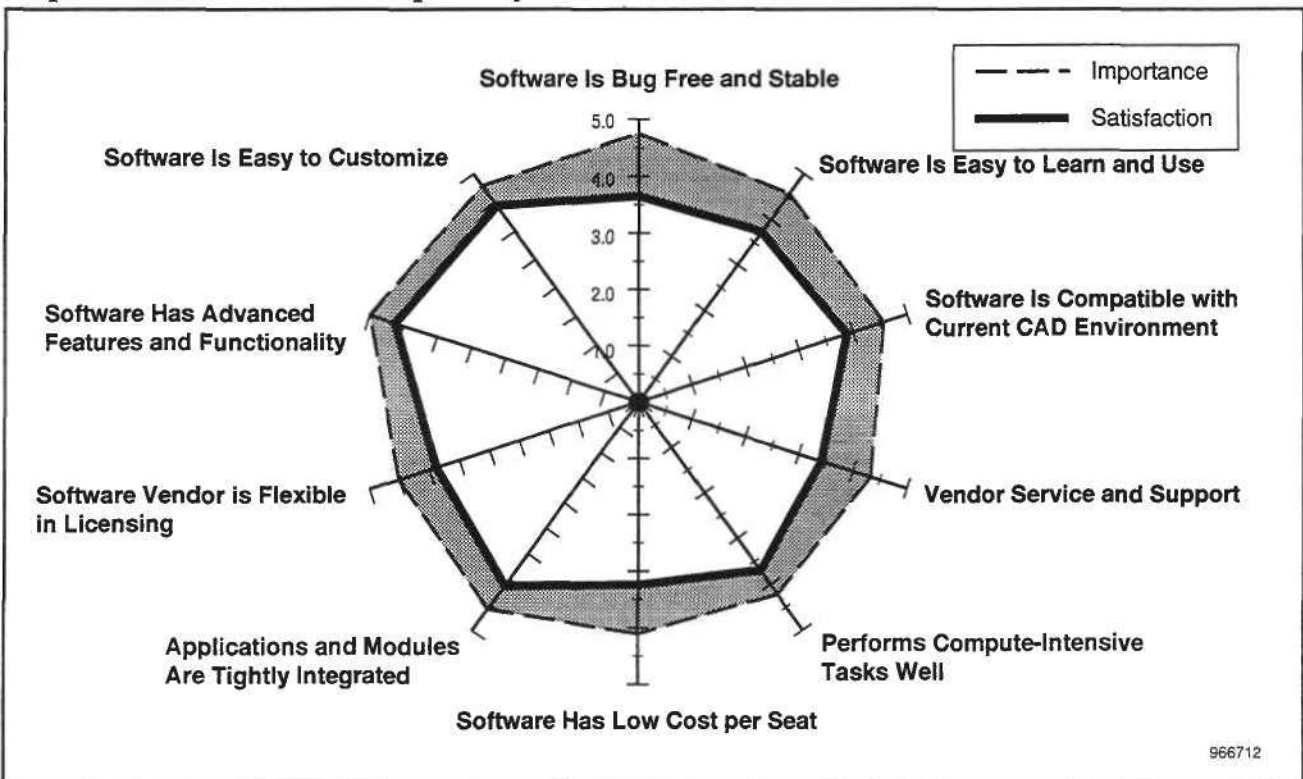 Importance
Satisfaction
Software Is Bug Free and Stable
5.0
4.0
3.0
2.0
Software Is Easy to Customize
Software Is Easy to Learn and Use
Software Has Advanced
Features and Functionality
Software Is Compatible with
Current CAD Environment
Software Vendor is Flexible
in Licensing
Vendor Service and Support
Applications and Modules
Are Tightly Integrated
Performs Compute-Intensive
Tasks Well
Software Has Low Cost per Seat
966712